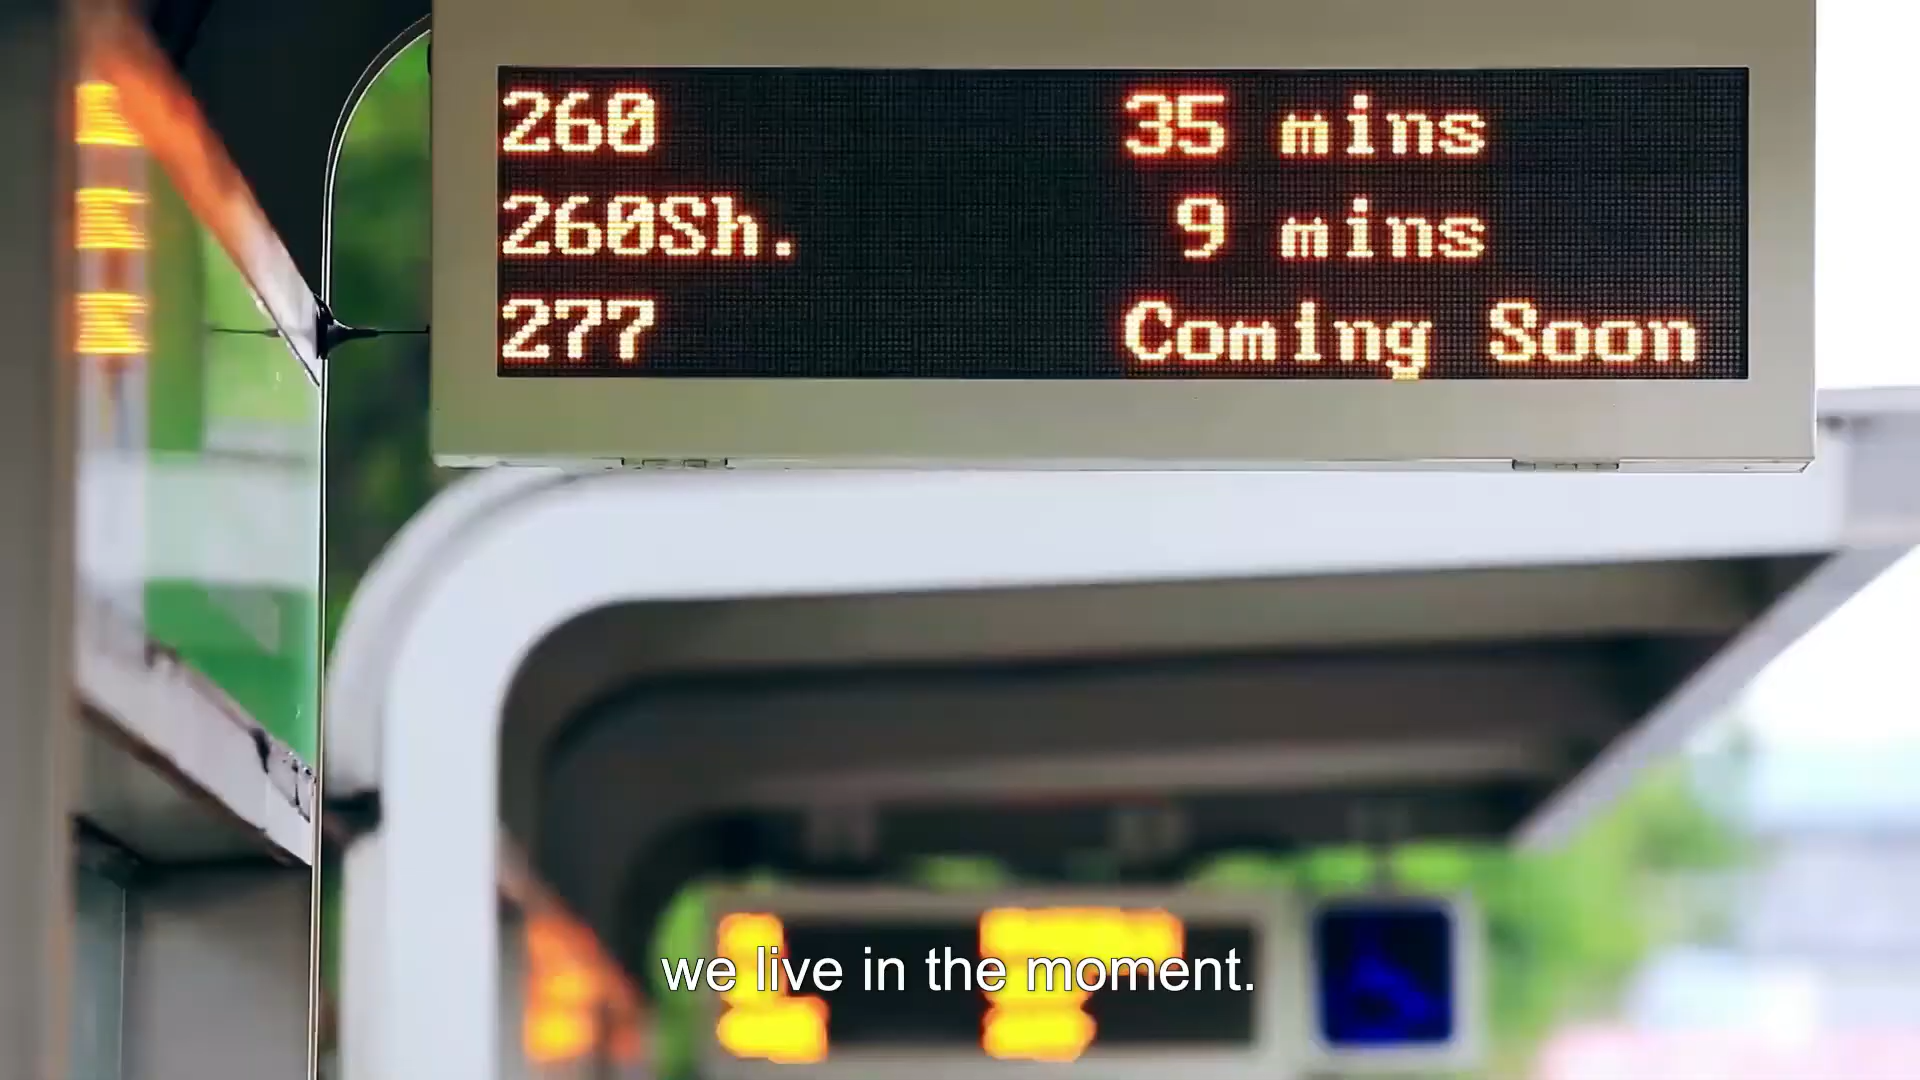 260 35 mins
260Sh. 9 mins
277 Coming Soon
we live in the moment.